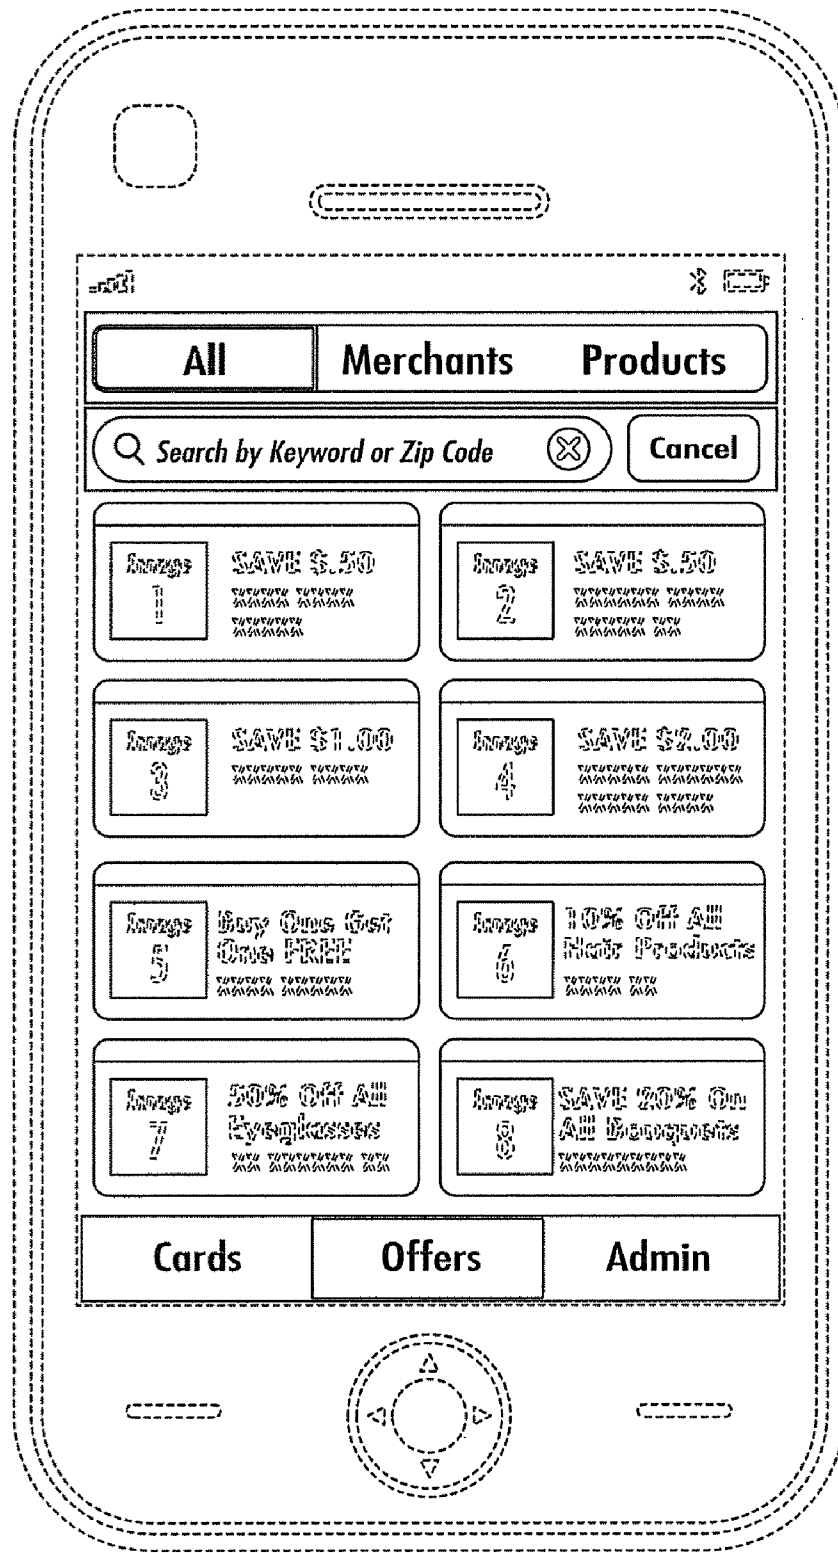 All Merchants Products
Search by Keyword or Zip Code Cancel
Image
1
SAVE $.50
Image
2
SAVE $.50
Image
3
SAVE $1.00
Image
4
SAVE $2.00
Image
5
Buy One Get
One FREE
Image
6
10% Off All
Hair Products
Image
7
50% Off All
Eyeglasses
Image
8
SAVE 20% On
All Bouquets
Cards Offers Admin